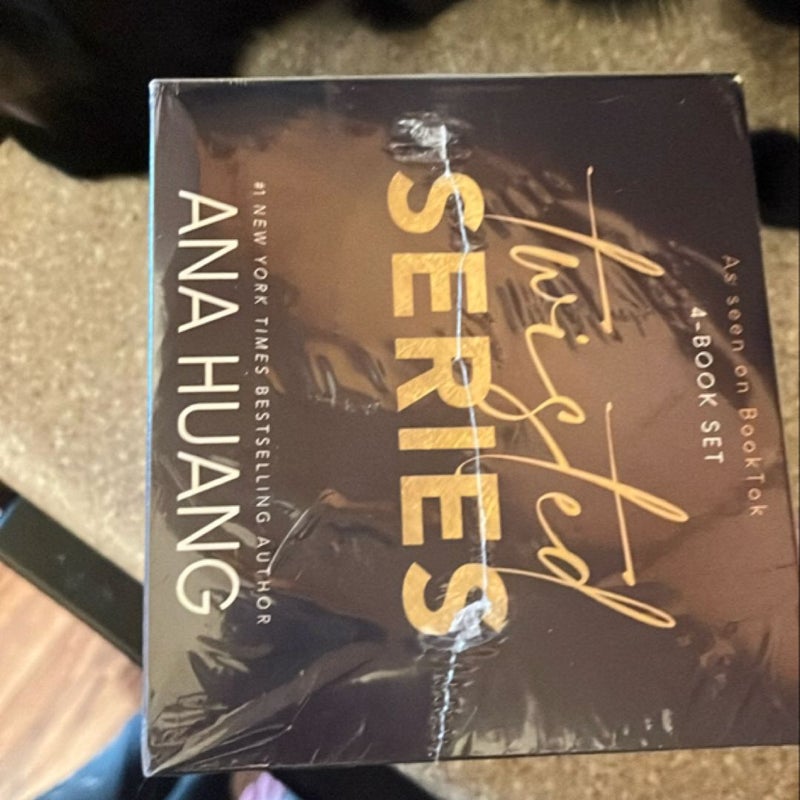 As seen on BookTok
4-BOOK SET
twisted
SERIES
#1 NEW YORK TIMES BESTSELLING AUTHOR
ANA HUANG